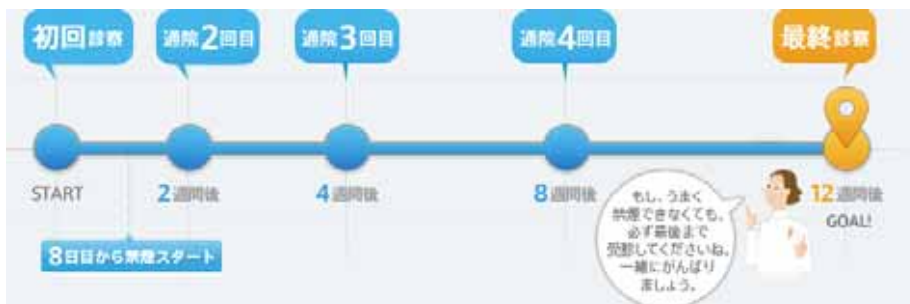 初回診察
通院2回目
通院3回目
通院4回目
最終診察
START
2週間後
4週間後
8週間後
12週間後
GOAL!
8日目から禁煙スタート
もし、うまく
禁煙できなくても、
必ず最後まで
受診してくださいね。
一緒にがんばり
ましょう。